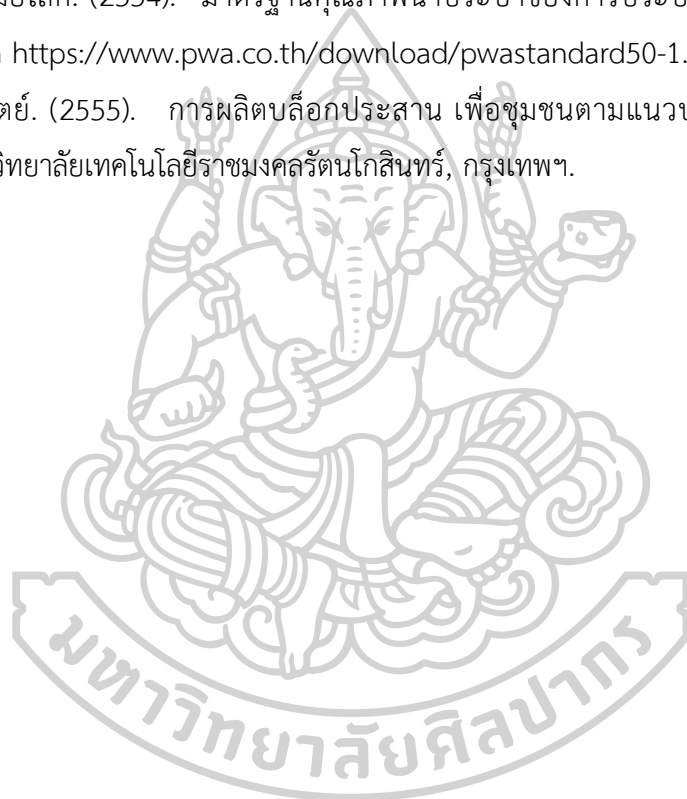 (2554). มาตรฐานคุณภาพน้ำประปาของการประป
https://www.pwa.co.th/download/pwastandard50-1.
ตย์. (2555). การผลิตบล็อกประสาน เพื่อชุมชนตามแนว
วิทยาลัยเทคโนโลยีราชมงคลรัตนโกสินทร์, กรุงเทพฯ.
มหาวิทยาลัยศิลปากร